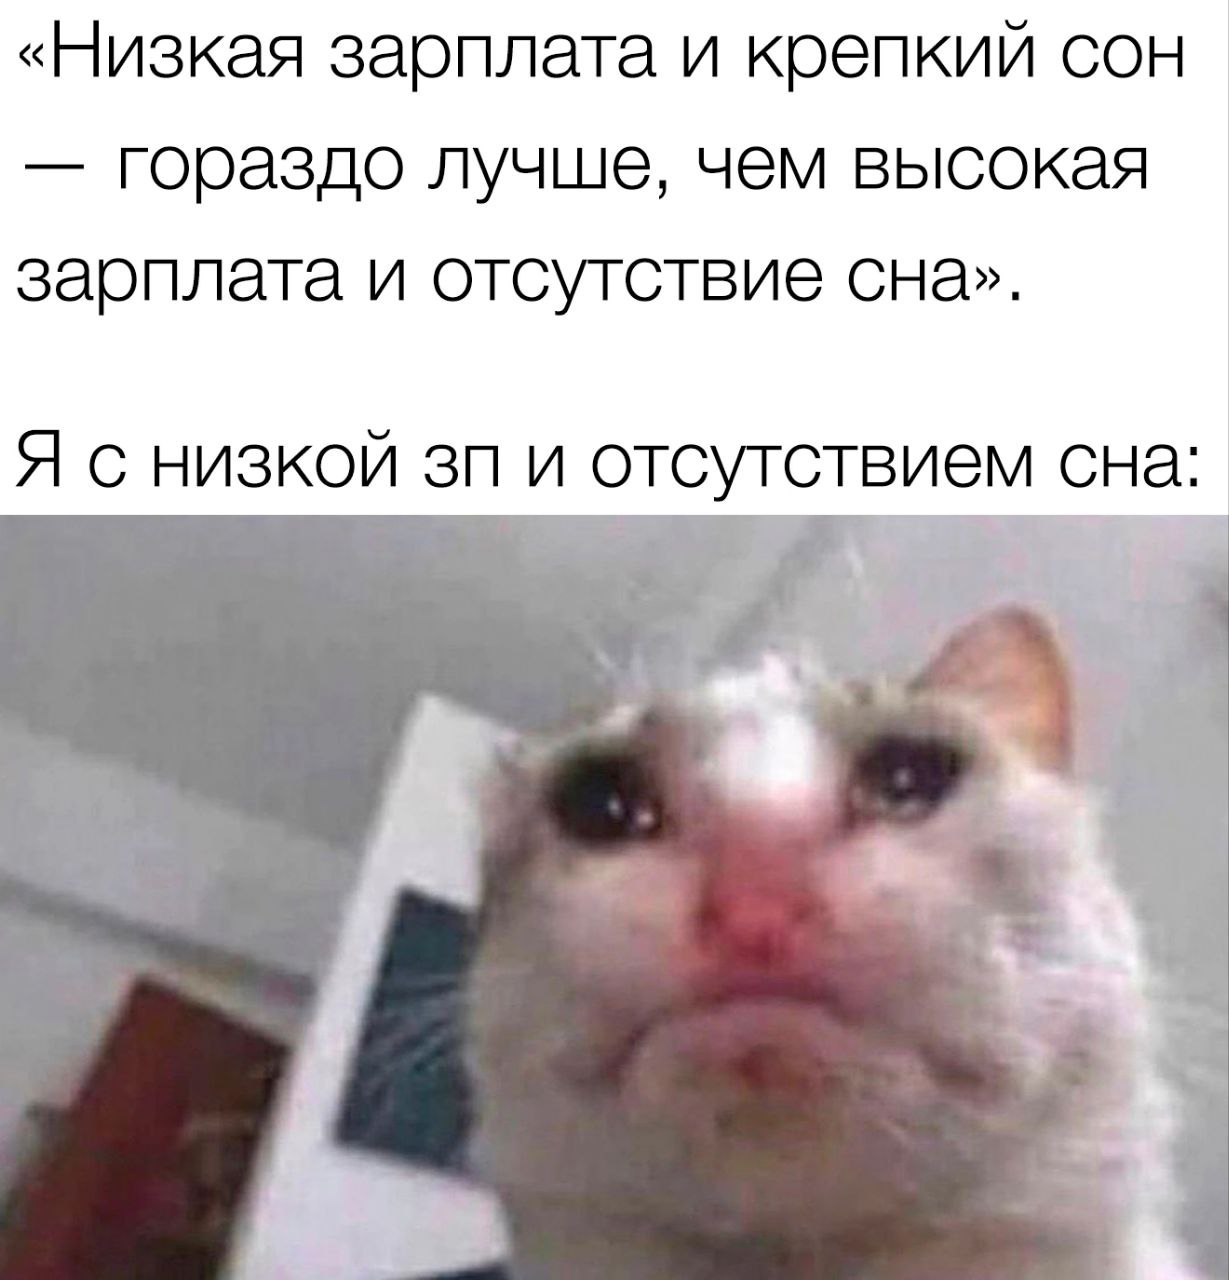 «Низкая зарплата и крепкий сон
— гораздо лучше, чем высокая
зарплата и отсутствие сна».
Я с низкой зп и отсутствием сна: